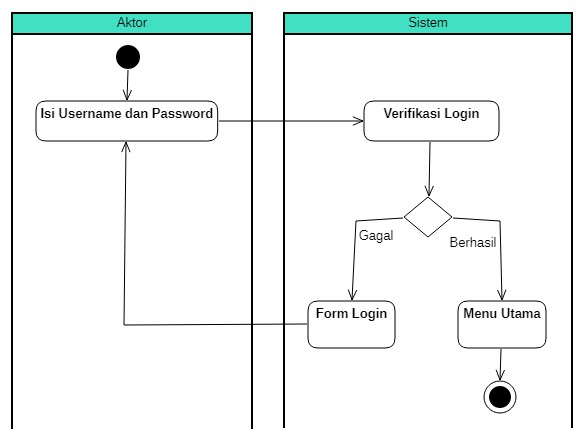 Aktor
Sistem
Isi Username dan Password
Verifikasi Login
Gagal
Berhasil
Form Login
Menu Utama